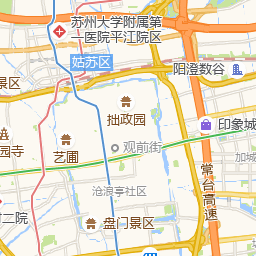 苏州大学附属第
一医院平江院区
姑苏区
阳澄数谷
景区
拙政园
印象城
园寺
艺圃
观前街
加城
常台高速
沧浪亭社区
二院
盘门景区